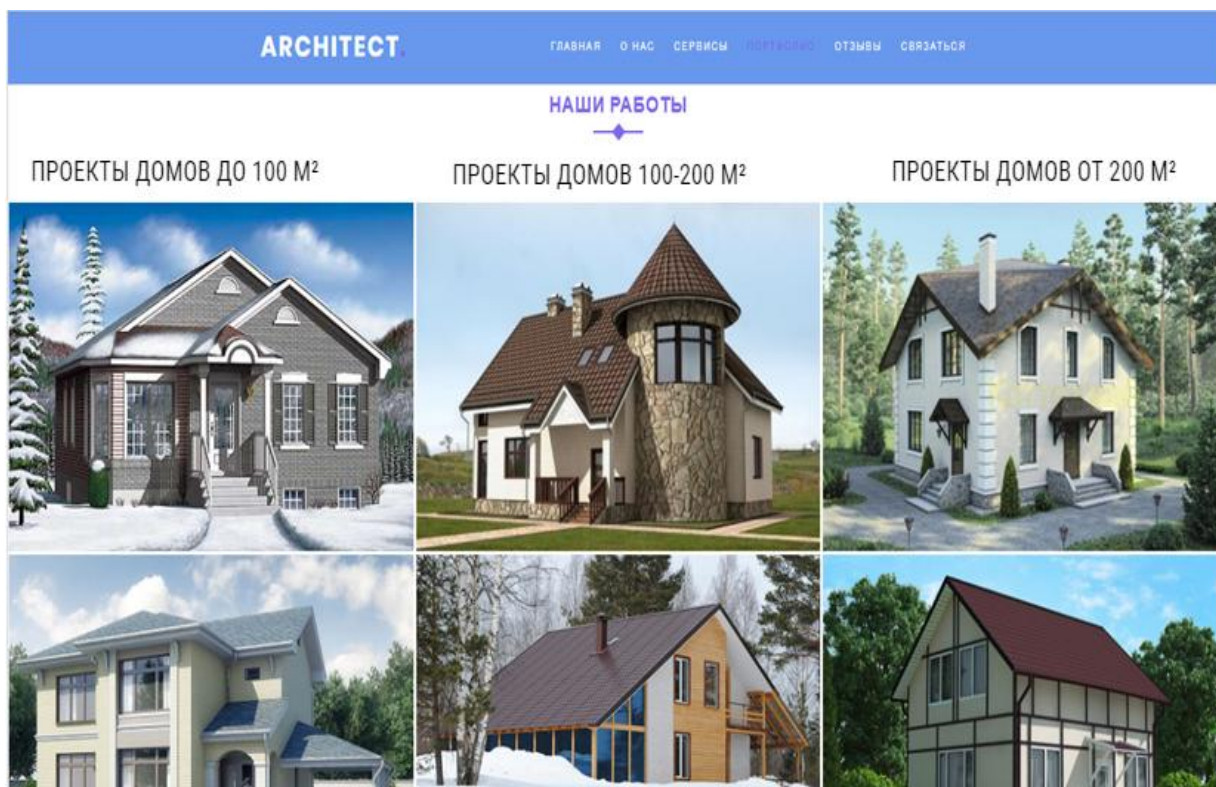 ARCHITECT.
ГЛАВНАЯ О НАС СЕРВИСЫ ПОРТФОЛИО ОТЗЫВЫ СВЯЗАТЬСЯ
НАШИ РАБОТЫ
ПРОЕКТЫ ДОМОВ ДО 100 М²
ПРОЕКТЫ ДОМОВ 100-200 М²
ПРОЕКТЫ ДОМОВ ОТ 200 М²